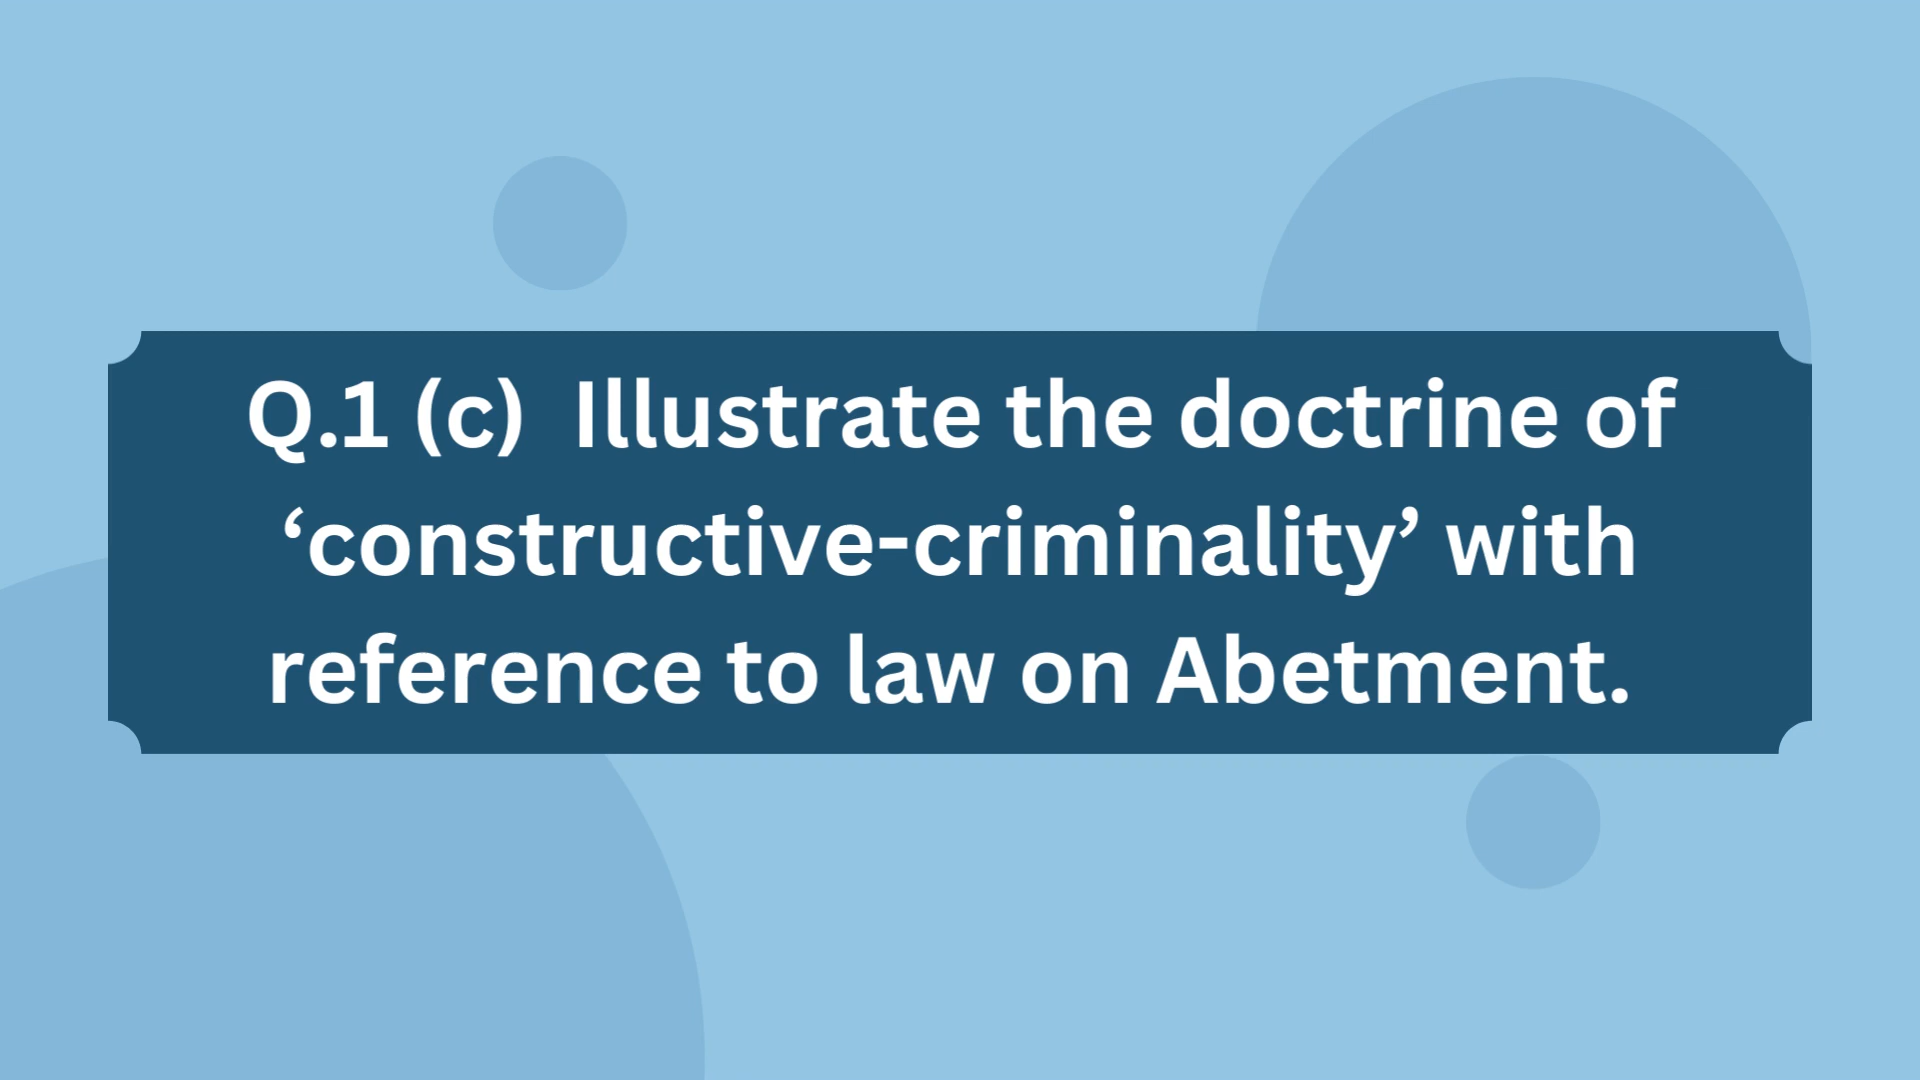 Q.1 (c)  Illustrate the doctrine of
‘constructive-criminality’ with
reference to law on Abetment.